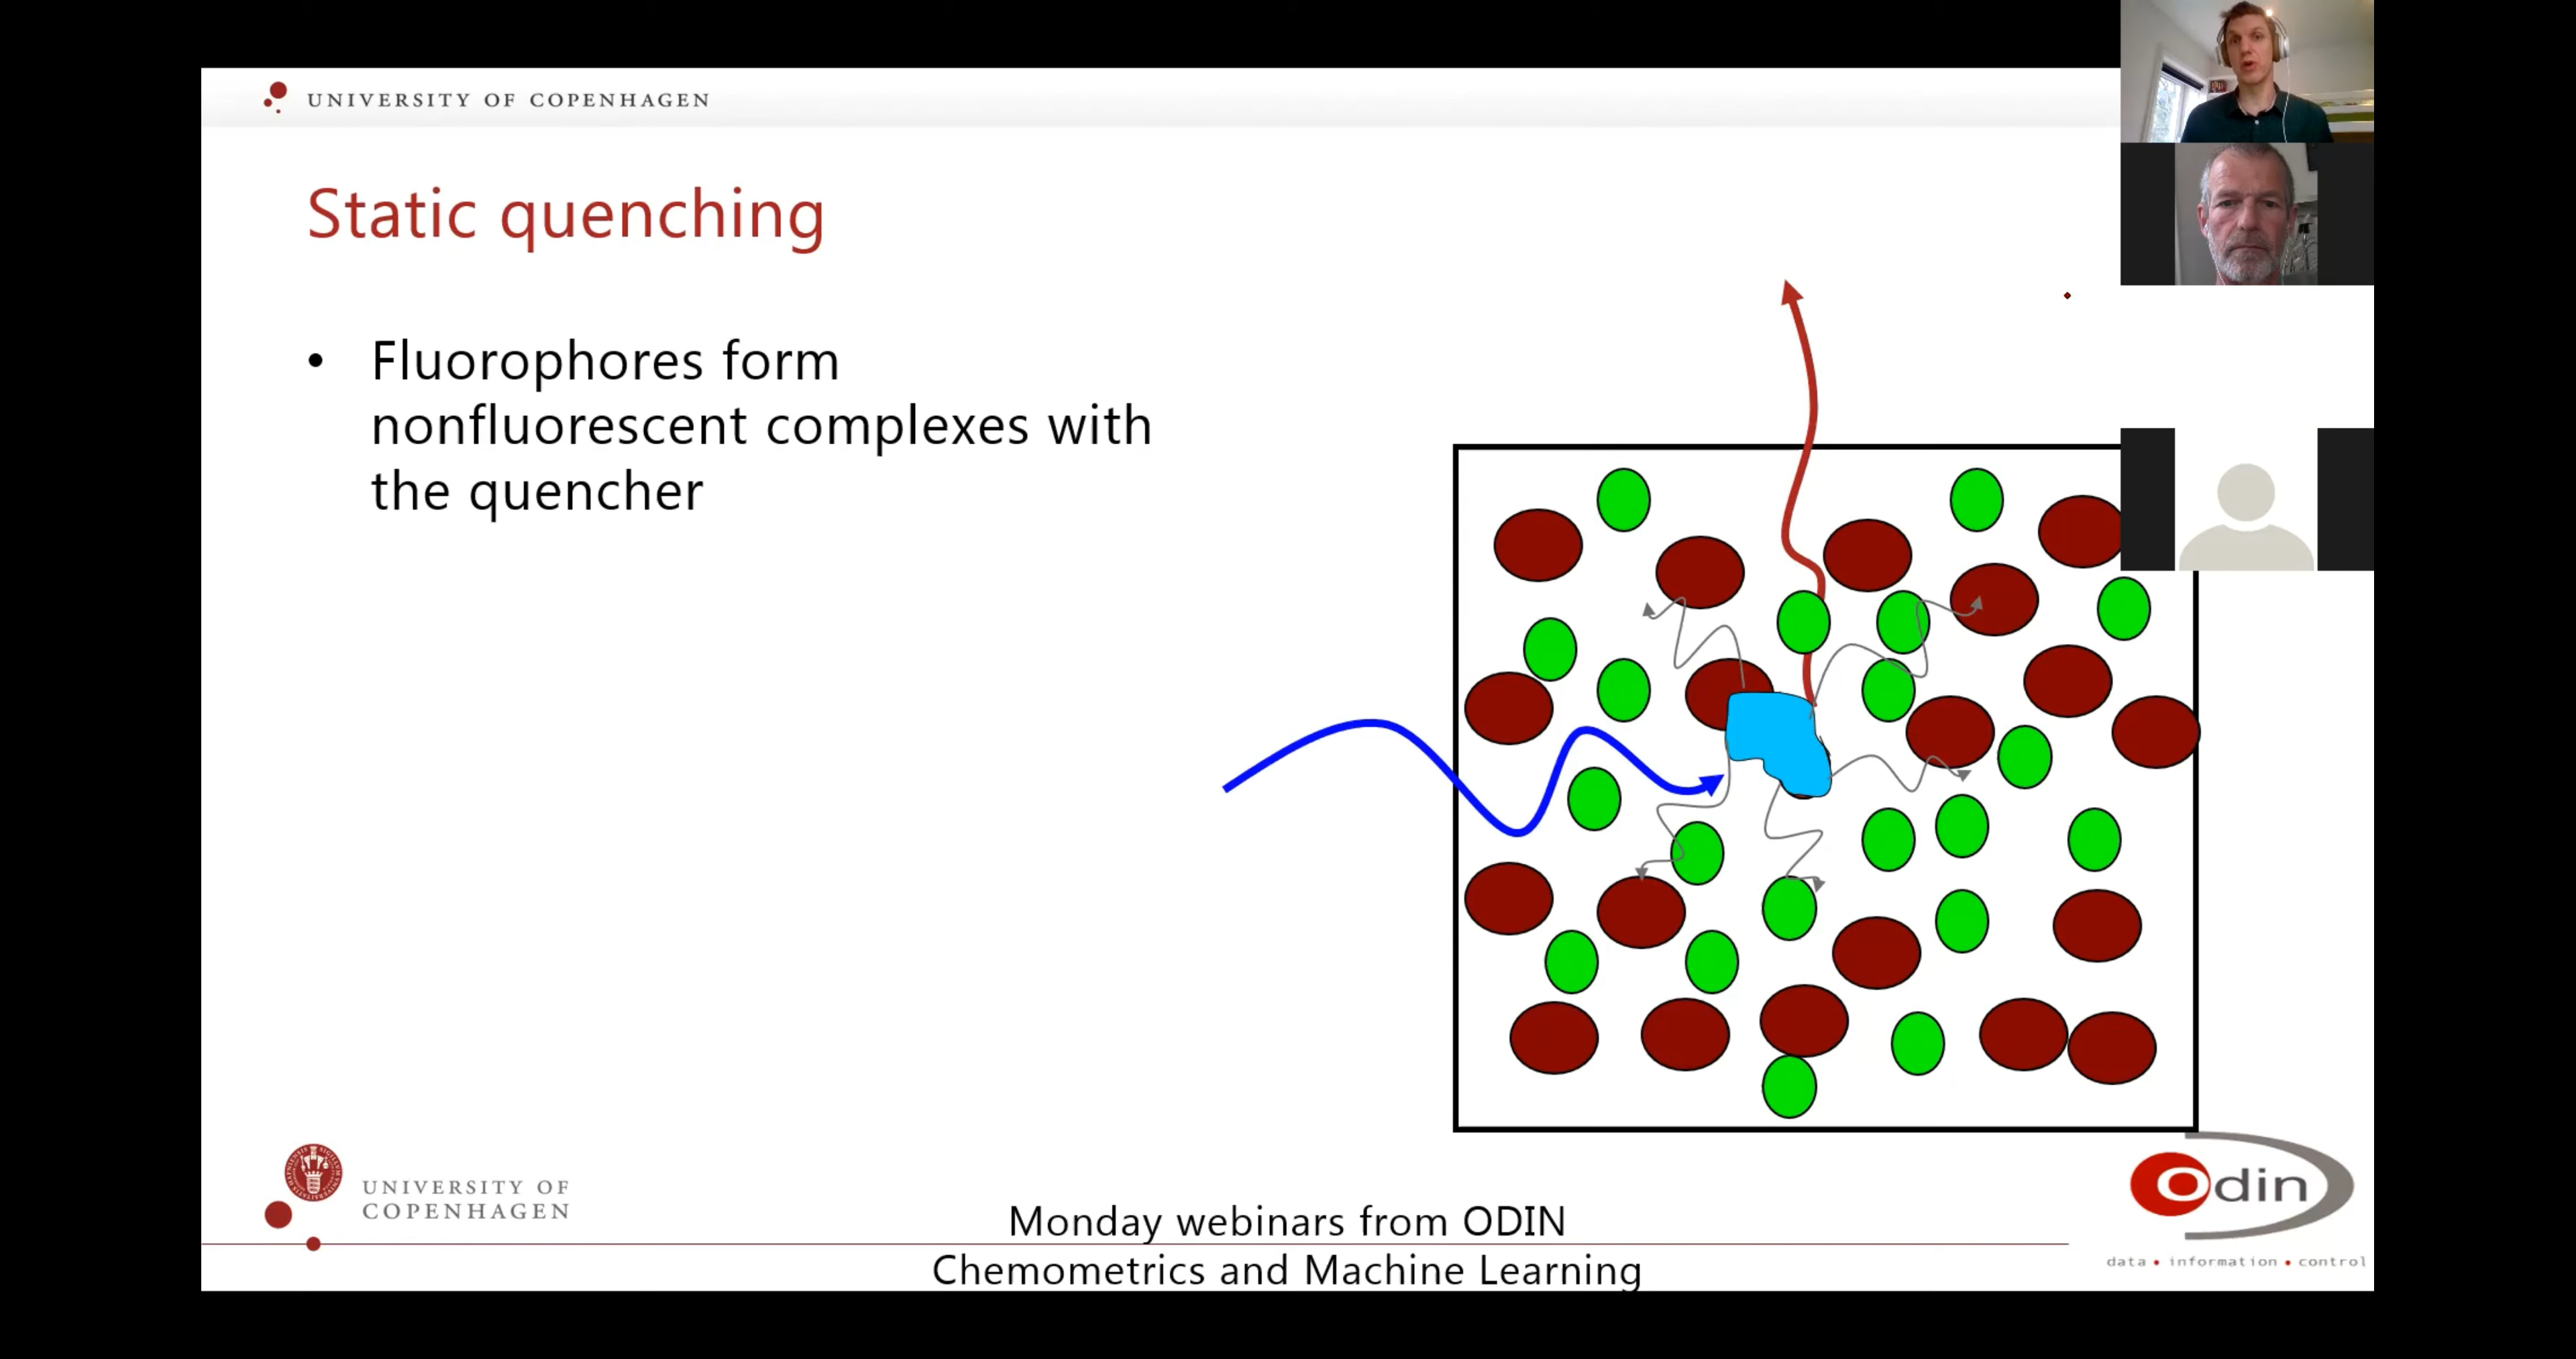 UNIVERSITY OF COPENHAGEN
Static quenching
• Fluorophores form
nonfluorescent complexes with
the quencher
UNIVERSITY OF
COPENHAGEN
Monday webinars from ODIN
Chemometrics and Machine Learning
Odin
data • information • control